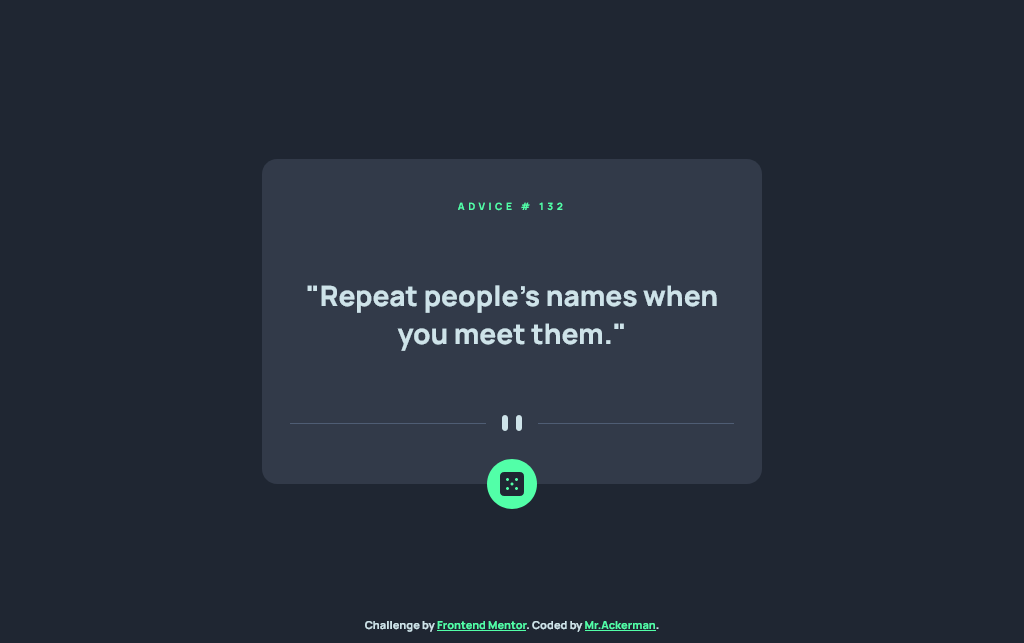 ADVICE # 132
"Repeat people's names when
you meet them."
Challenge by Frontend Mentor. Coded by Mr.Ackerman.